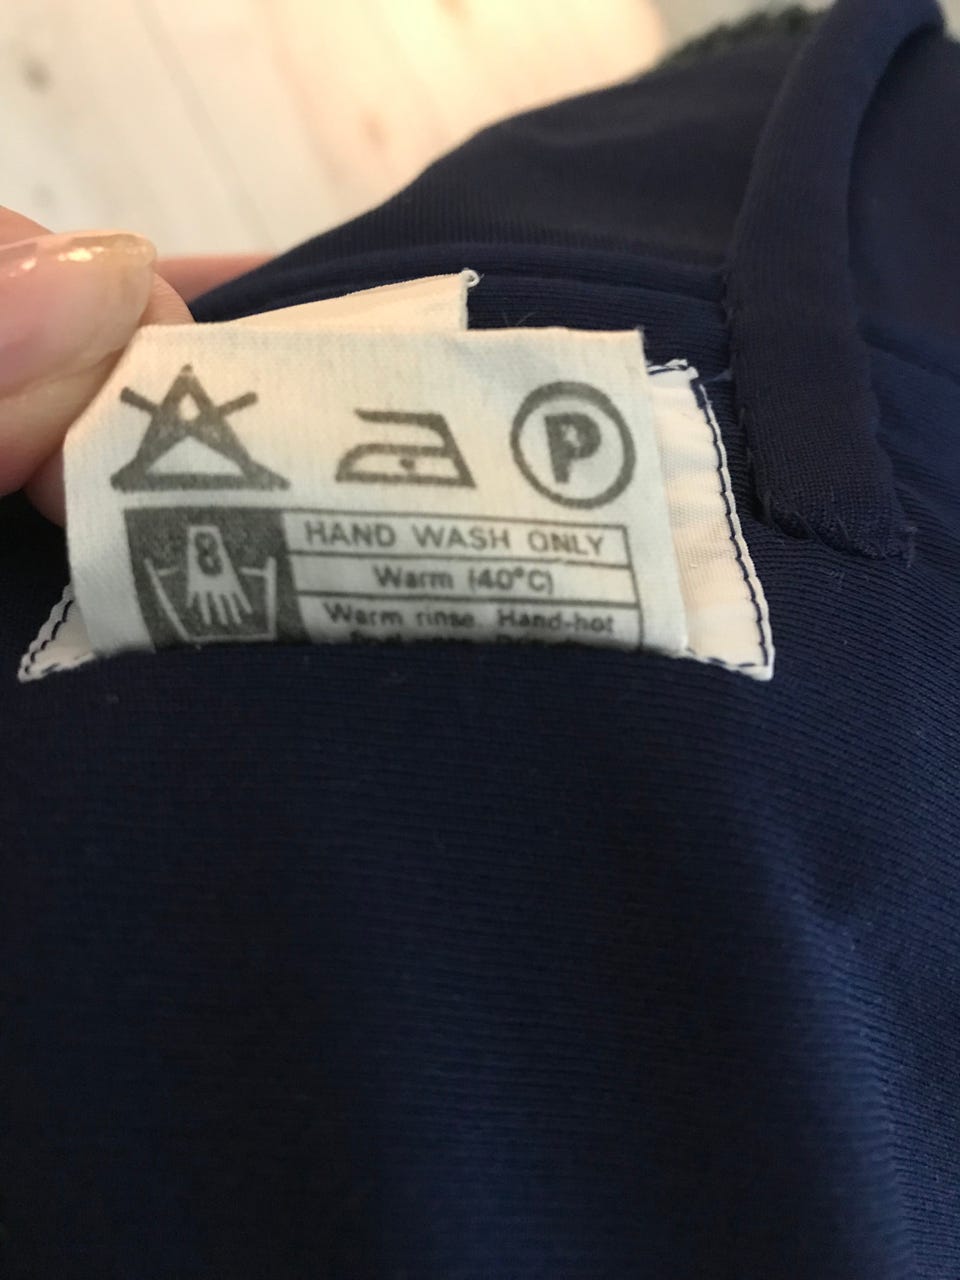 P
8
HAND WASH ONLY
Warm (40°C)
Warm rinse. Hand-hot